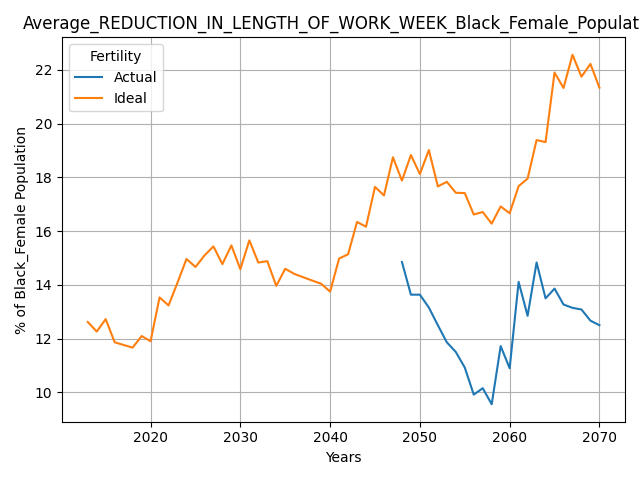 Average_REDUCTION_IN_LENGTH_OF_WORK_WEEK_Black_Female_Populat
Fertility
Actual
Ideal
22
20
18
16
14
12
10
% of Black_Female Population
2020 2030 2040 2050 2060 2070
Years